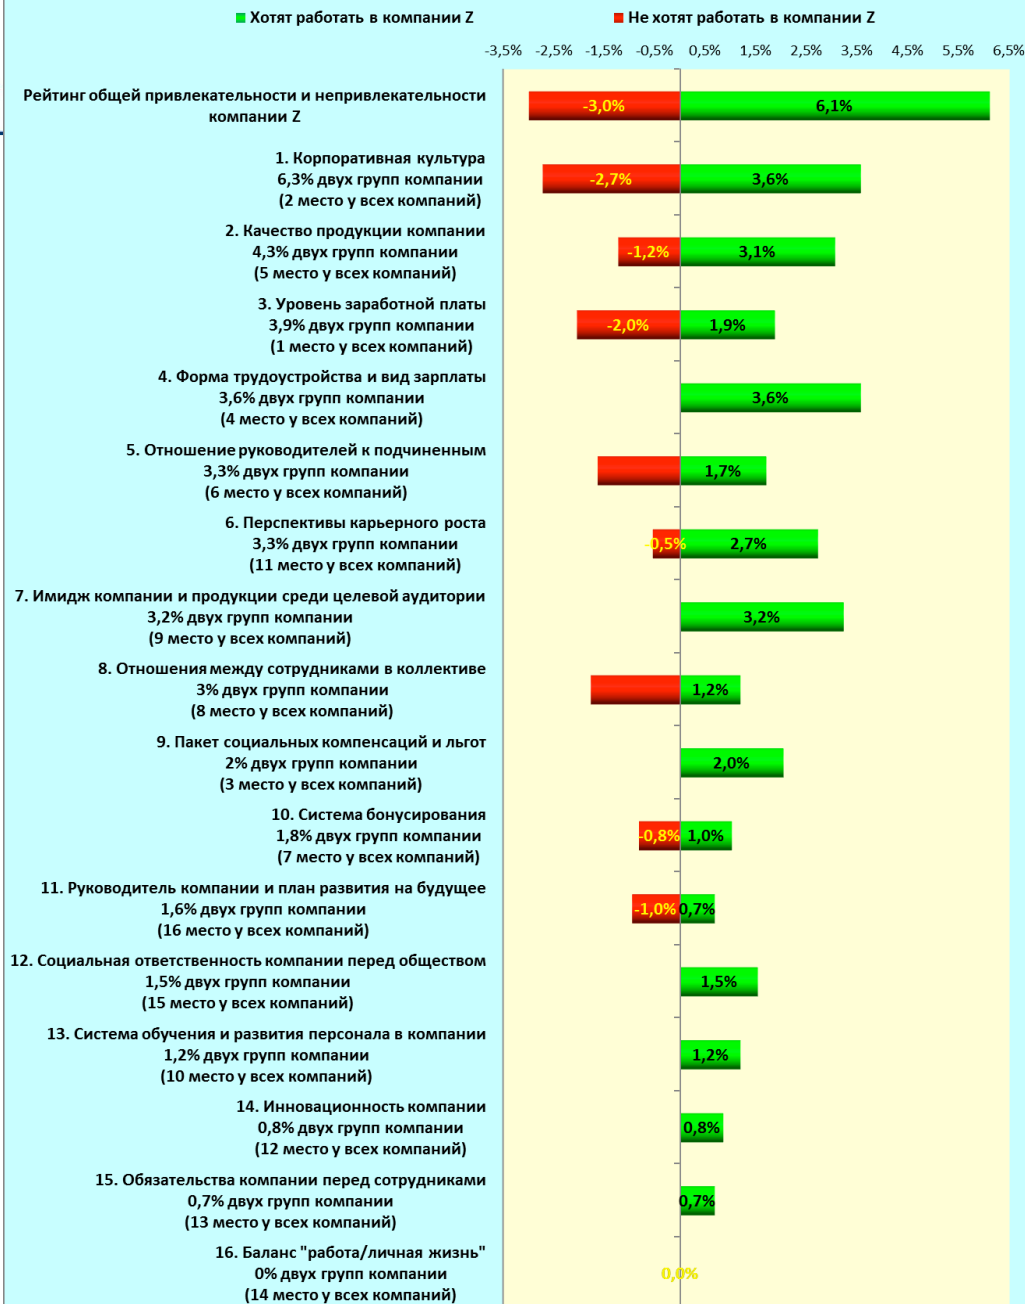 Хотят работать в компании Z
Не хотят работать в компании Z
-3,5% -2,5% -1,5% -0,5% 0,5% 1,5% 2,5% 3,5% 4,5% 5,5% 6,5%
Рейтинг общей привлекательности и непривлекательности
компании Z
-3,0% 6,1%
1. Корпоративная культура
6,3% двух групп компании
(2 место у всех компаний)
-2,7% 3,6%
2. Качество продукции компании
4,3% двух групп компании
(5 место у всех компаний)
-1,2% 3,1%
3. Уровень заработной платы
3,9% двух групп компании
(1 место у всех компаний)
-2,0% 1,9%
4. Форма трудоустройства и вид зарплаты
3,6% двух групп компании
(4 место у всех компаний)
3,6%
5. Отношение руководителей к подчиненным
3,3% двух групп компании
(6 место у всех компаний)
1,7%
6. Перспективы карьерного роста
3,3% двух групп компании
(11 место у всех компаний)
-0,5% 2,7%
7. Имидж компании и продукции среди целевой аудитории
3,2% двух групп компании
(9 место у всех компаний)
3,2%
8. Отношения между сотрудниками в коллективе
3% двух групп компании
(8 место у всех компаний)
1,2%
9. Пакет социальных компенсаций и льгот
2% двух групп компании
(3 место у всех компаний)
2,0%
10. Система бонусирования
1,8% двух групп компании
(7 место у всех компаний)
-0,8% 1,0%
11. Руководитель компании и план развития на будущее
1,6% двух групп компании
(16 место у всех компаний)
-1,0% 0,7%
12. Социальная ответственность компании перед обществом
1,5% двух групп компании
(15 место у всех компаний)
1,5%
13. Система обучения и развития персонала в компании
1,2% двух групп компании
(10 место у всех компаний)
1,2%
14. Инновационность компании
0,8% двух групп компании
(12 место у всех компаний)
0,8%
15. Обязательства компании перед сотрудниками
0,7% двух групп компании
(13 место у всех компаний)
0,7%
16. Баланс "работа/личная жизнь"
0% двух групп компании
(14 место у всех компаний)
0,0%